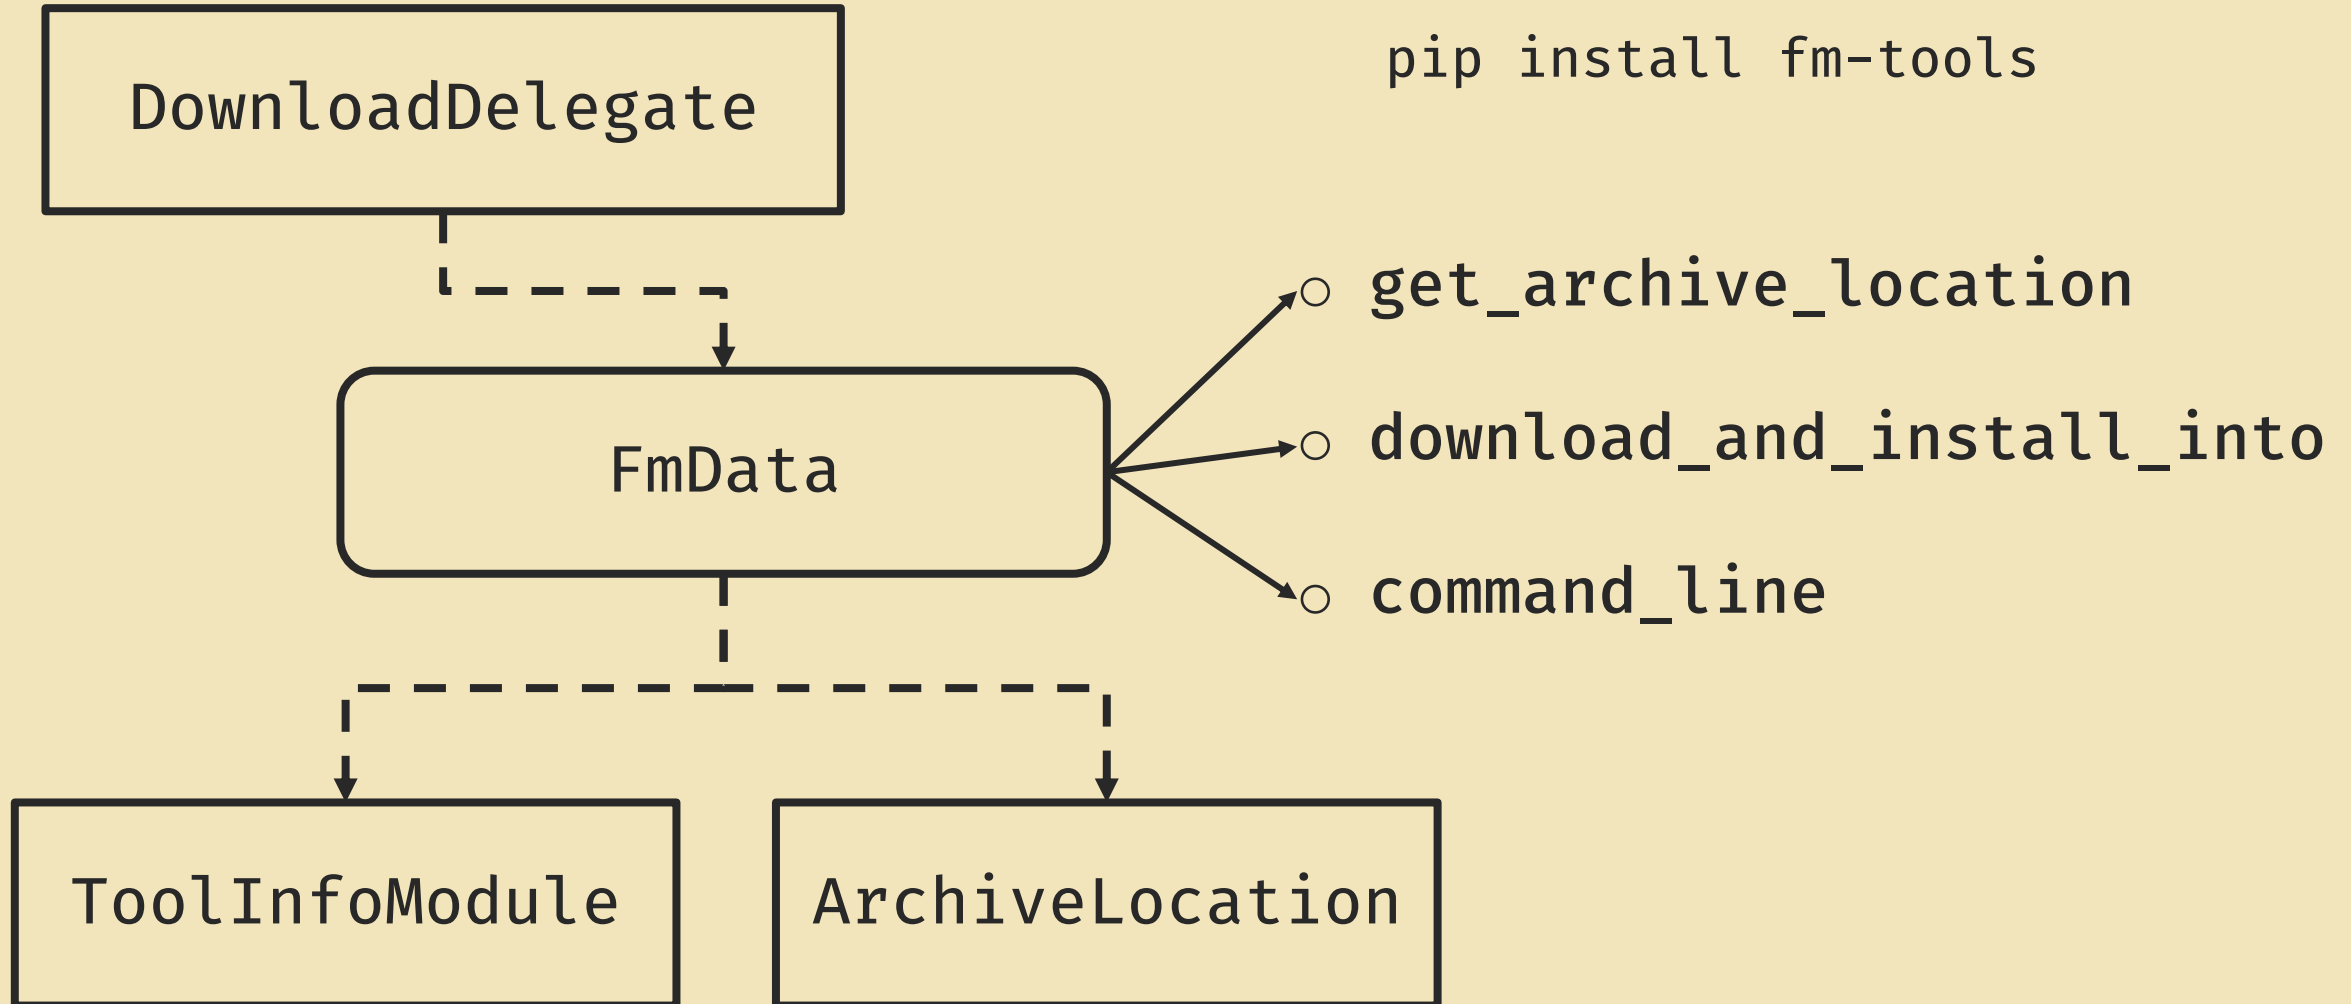 DownloadDelegate
pip install fm-tools
get_archive_location
download_and_install_into
FmData
command_line
ToolInfoModule
ArchiveLocation